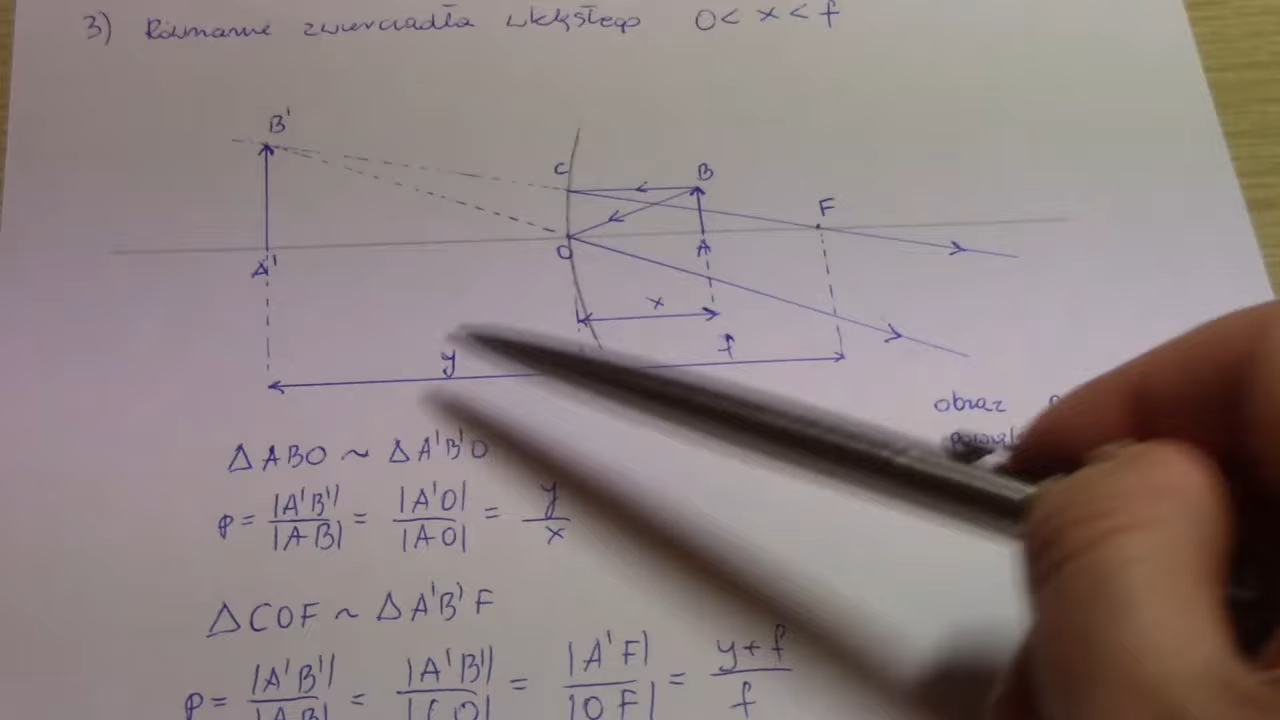 3) Równanie zwierciadła wklęsłego 0 < x < f
B'
C
B
F
A'
O
A
x
f
y
obraz
ΔABO ~ ΔA'B'O
p = |A'B'| / |AB| = |A'O| / |AO| = y / x
ΔCOF ~ ΔA'B'F
p = |A'B'| / |AB| = |A'B'| / |CO| = |A'F| / |OF| = y + f / f